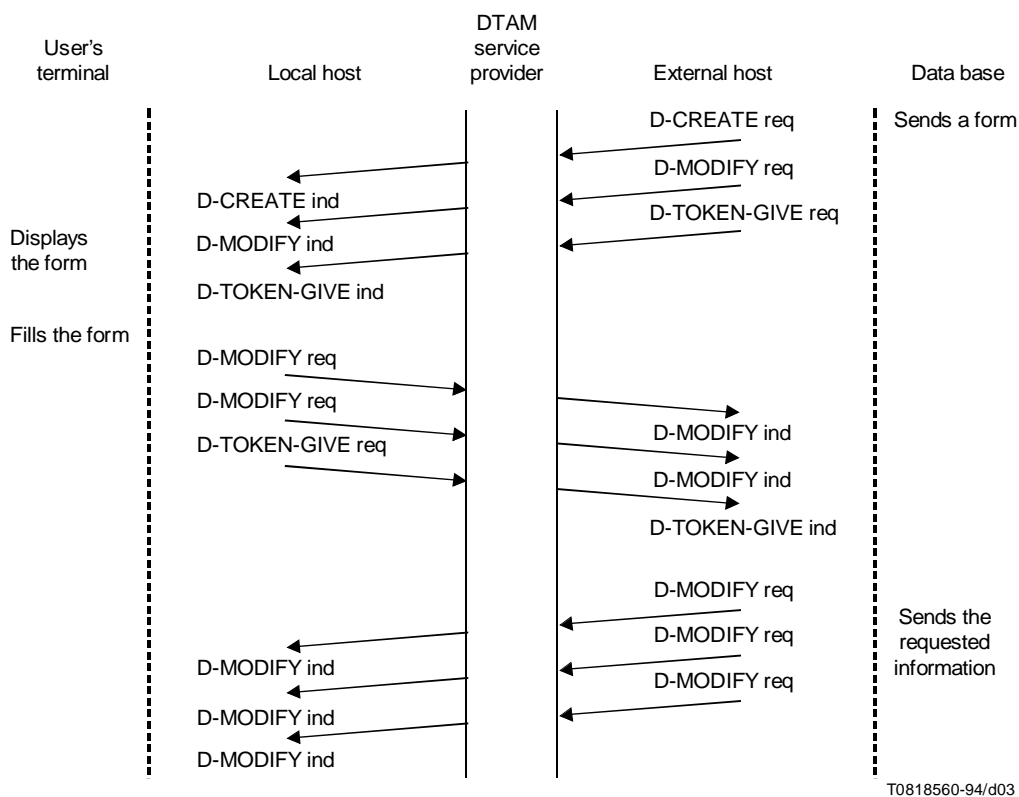 DTAM
service
provider
User's
terminal
Local host
External host
Data base
D-CREATE req
Sends a form
D-MODIFY req
D-CREATE ind
D-TOKEN-GIVE req
Displays
the form
D-MODIFY ind
D-TOKEN-GIVE ind
Fills the form
D-MODIFY req
D-MODIFY req
D-MODIFY ind
D-TOKEN-GIVE req
D-MODIFY ind
D-TOKEN-GIVE ind
D-MODIFY req
Sends the
requested
information
D-MODIFY req
D-MODIFY ind
D-MODIFY req
D-MODIFY ind
D-MODIFY ind
T0818560-94/d03